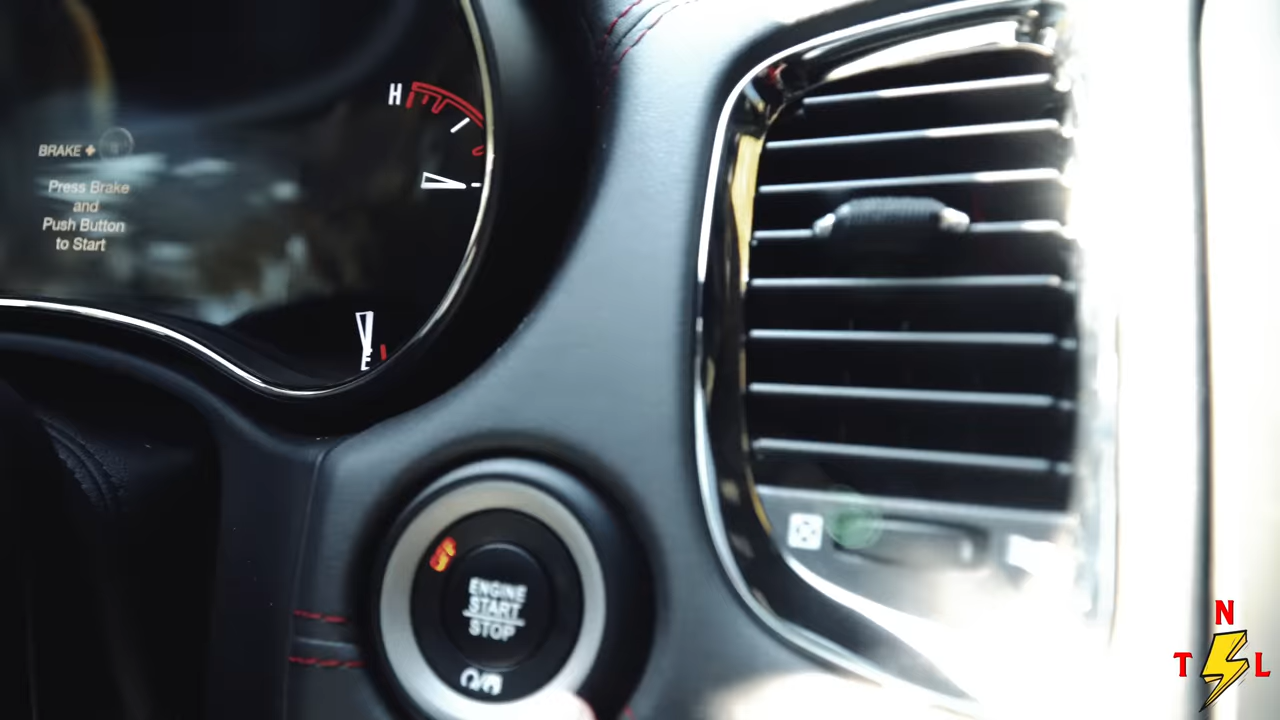 H
BRAKE +
Press Brake
and
Push Button
to Start
E
ENGINE
START
STOP
N
T L